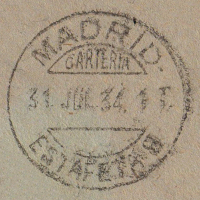 MADRID.
CARTERIA
31 JUL 34. 1 T.
ESTAFETA 8